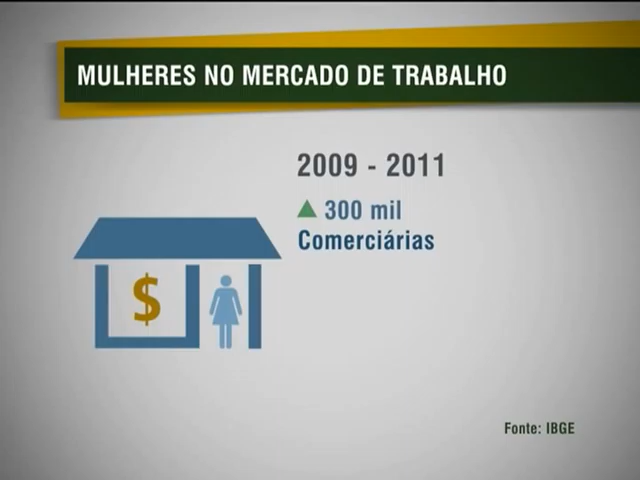 MULHERES NO MERCADO DE TRABALHO
2009 - 2011
300 mil
Comerciárias
$
Fonte: IBGE